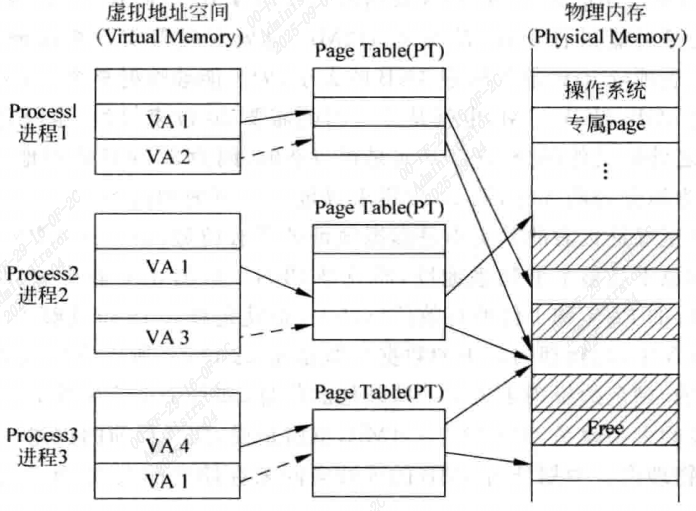 虚拟地址空间
(Virtual Memory)
物理内存
(Physical Memory)
Page Table(PT)
Process1
进程1
VA 1
VA 2
操作系统
专属page
⋮
Page Table(PT)
Process2
进程2
VA 1
VA 3
Page Table(PT)
Process3
进程3
VA 4
VA 1
Free